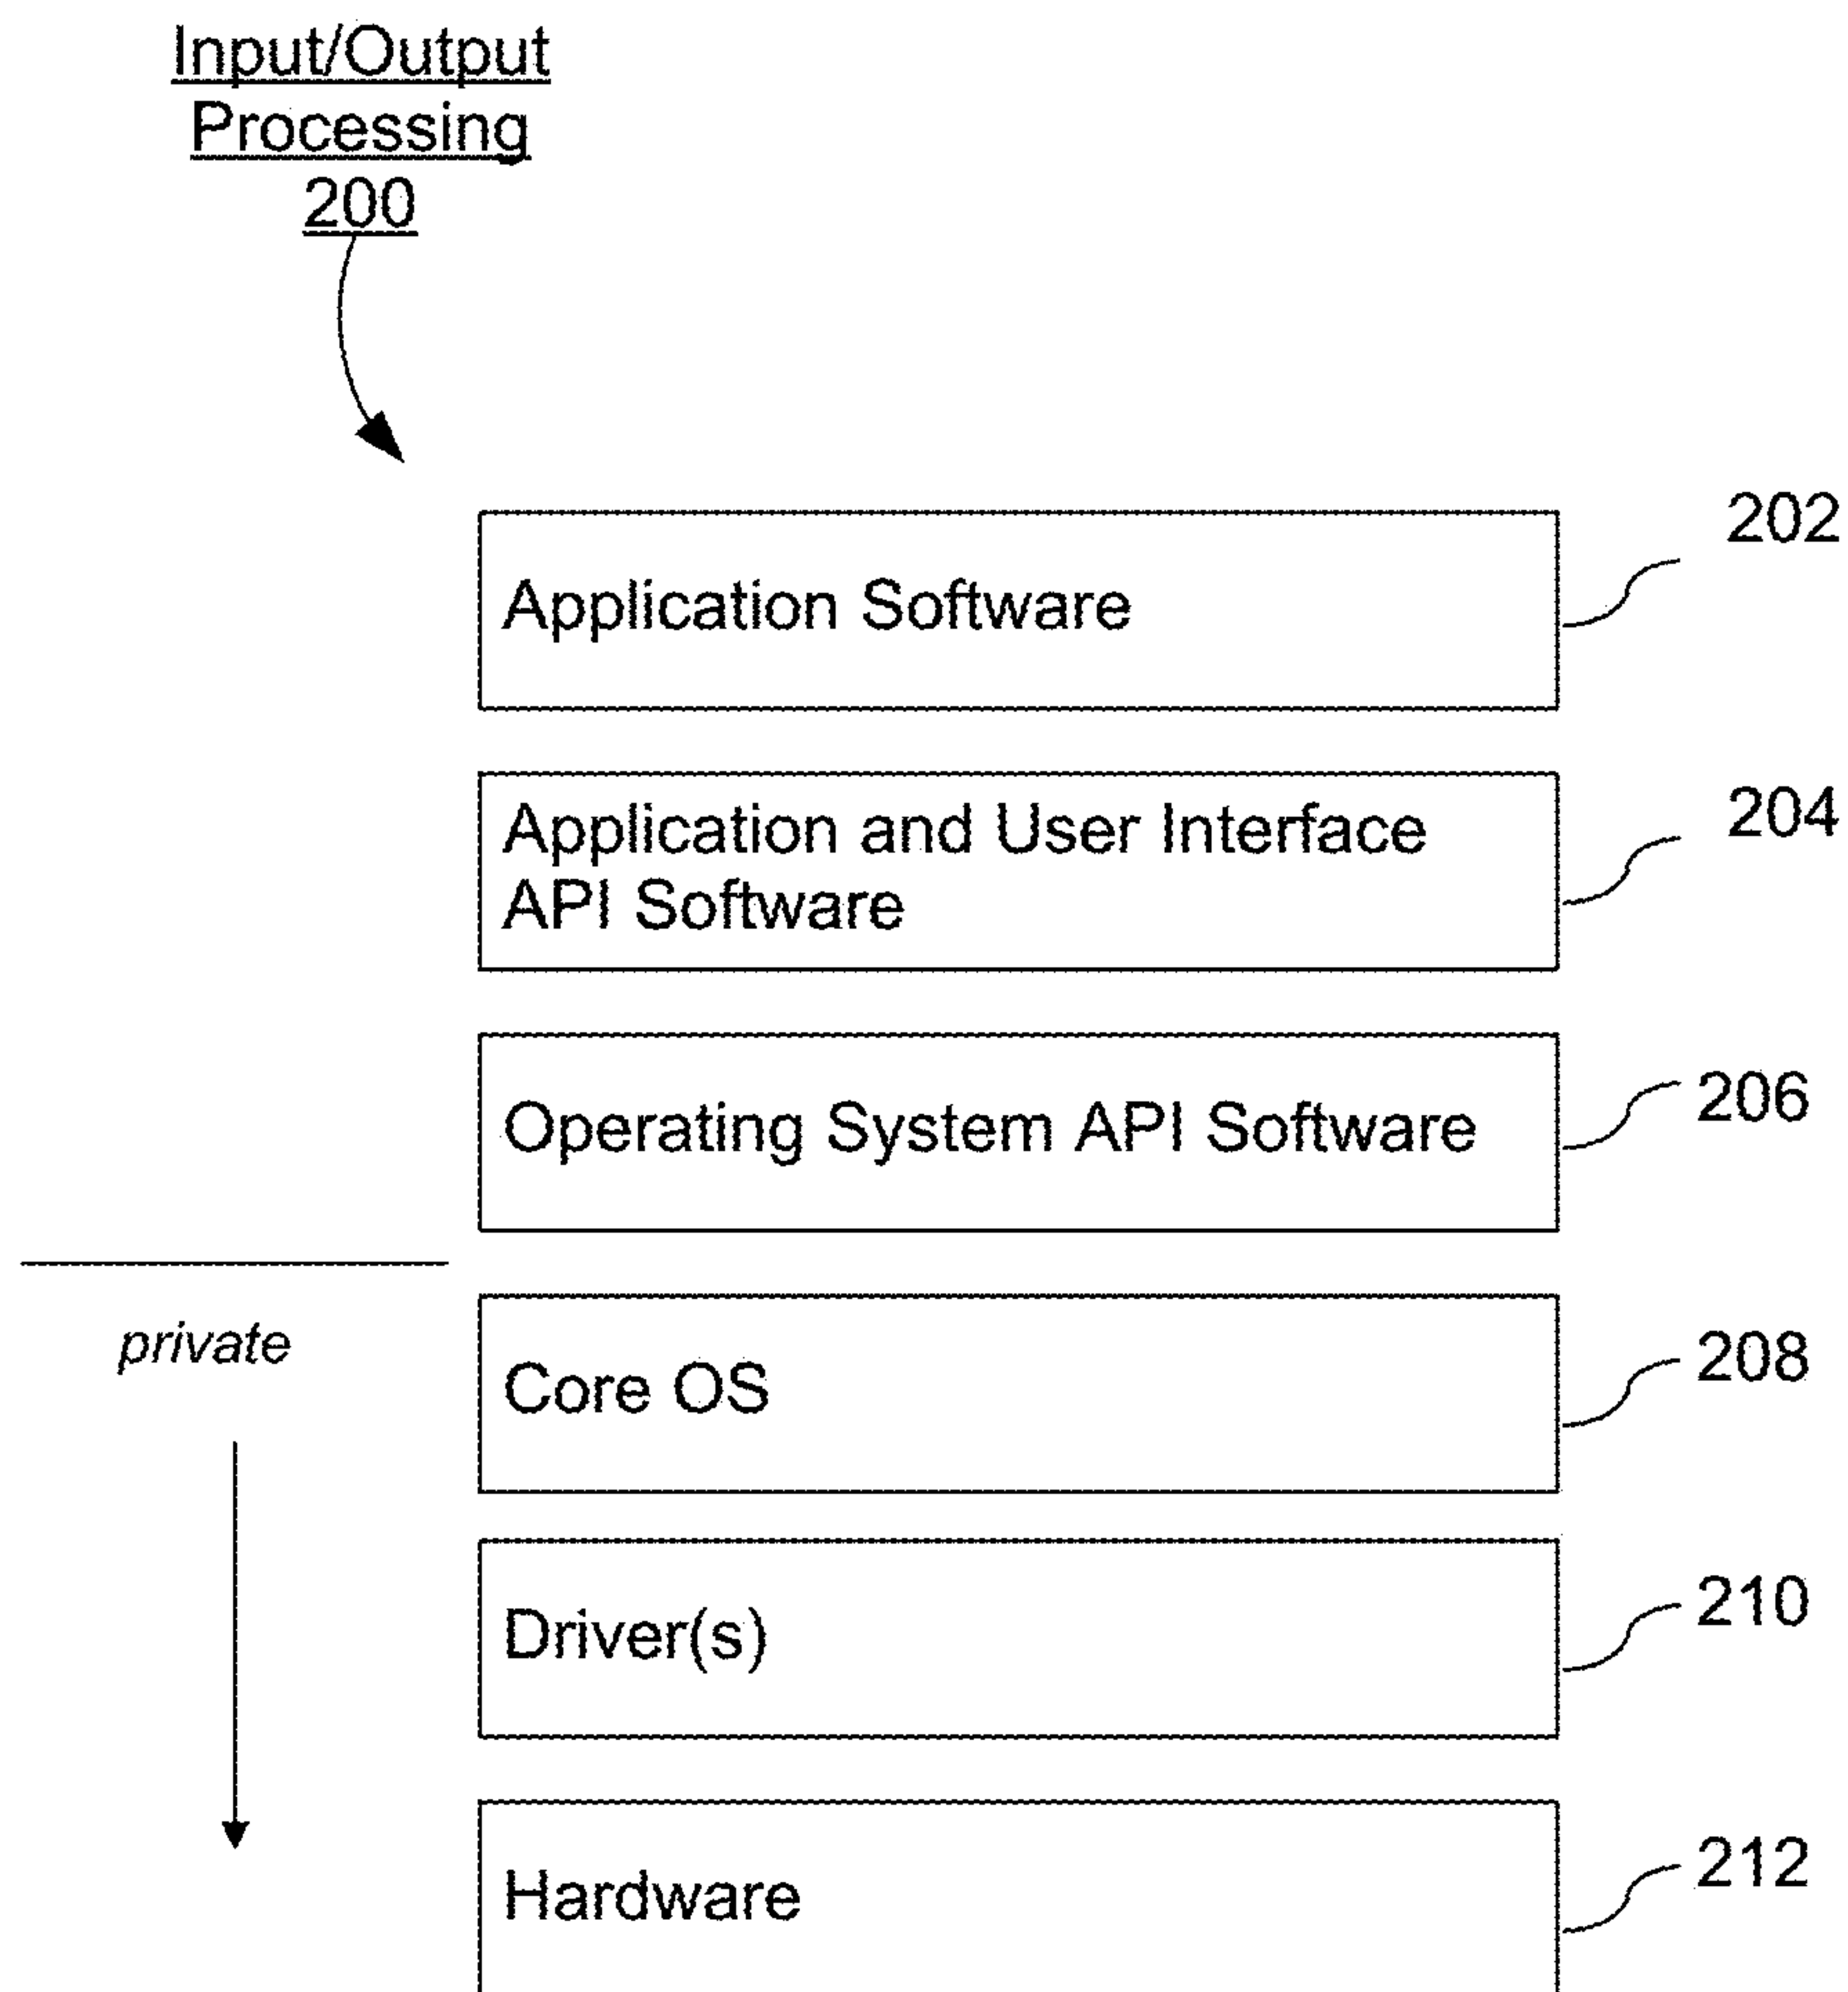 Input/Output
Processing
200
202
Application Software
204
Application and User Interface
API Software
206
Operating System API Software
private
208
Core OS
210
Driver(s)
212
Hardware